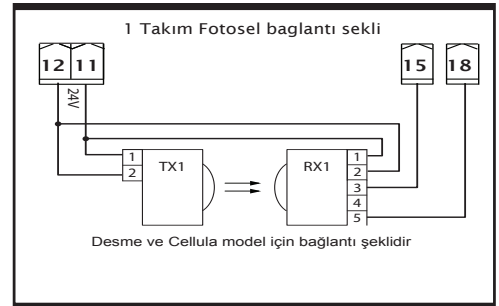 1 Takım Fotosel baglantı sekli
12 11 15 18
24V
1 TX1 RX1 1
2 2
3
4
5
Desme ve Cellula model için bağlantı şeklidir